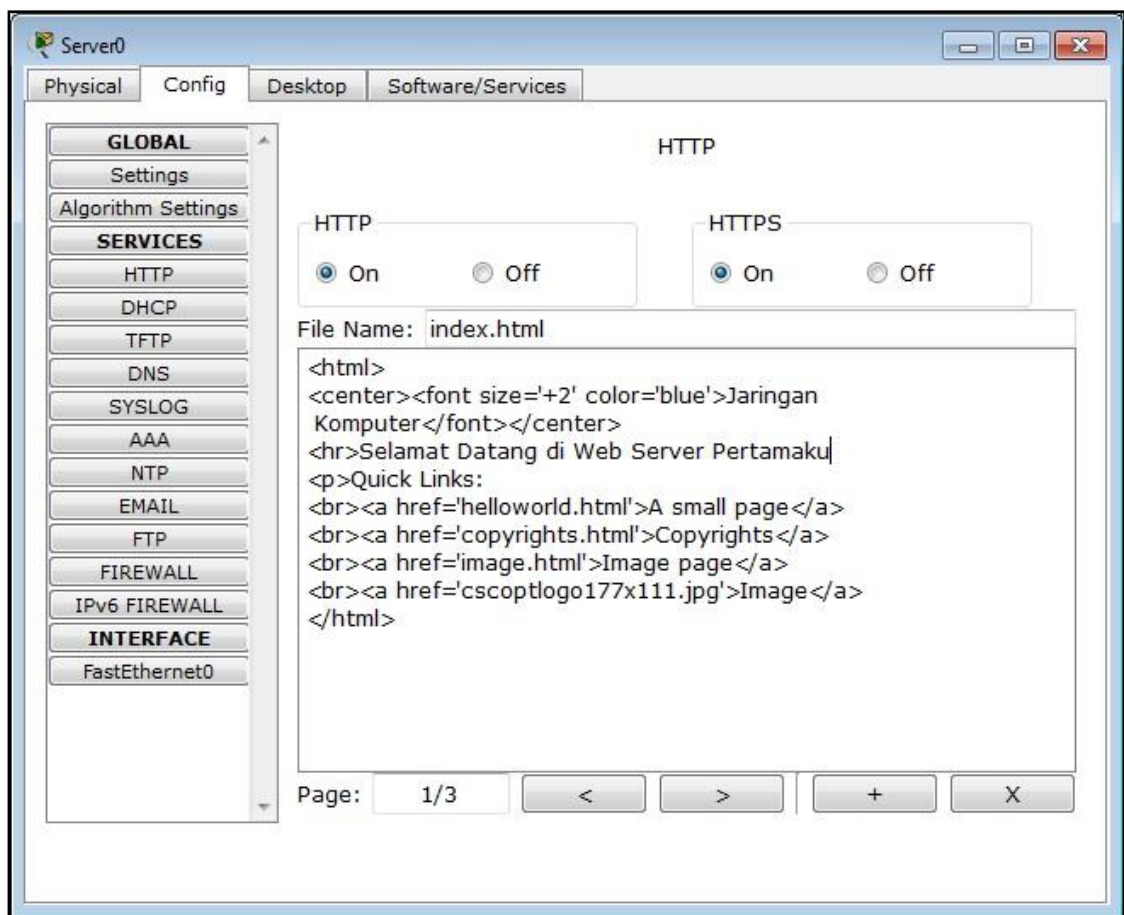 Server0
Physical Config Desktop Software/Services
GLOBAL
Settings
Algorithm Settings
SERVICES
HTTP
DHCP
TFTP
DNS
SYSLOG
AAA
NTP
EMAIL
FTP
FIREWALL
IPv6 FIREWALL
INTERFACE
FastEthernet0
HTTP
HTTP
On Off
HTTPS
On Off
File Name: index.html
<html>
<center><font size='+2' color='blue'>Jaringan
Komputer</font></center>
<hr>Selamat Datang di Web Server Pertamaku
<p>Quick Links:
<br><a href='helloworld.html'>A small page</a>
<br><a href='copyrights.html'>Copyrights</a>
<br><a href='image.html'>Image page</a>
<br><a href='cscoptlogo177x111.jpg'>Image</a>
</html>
Page: 1/3 < > + X